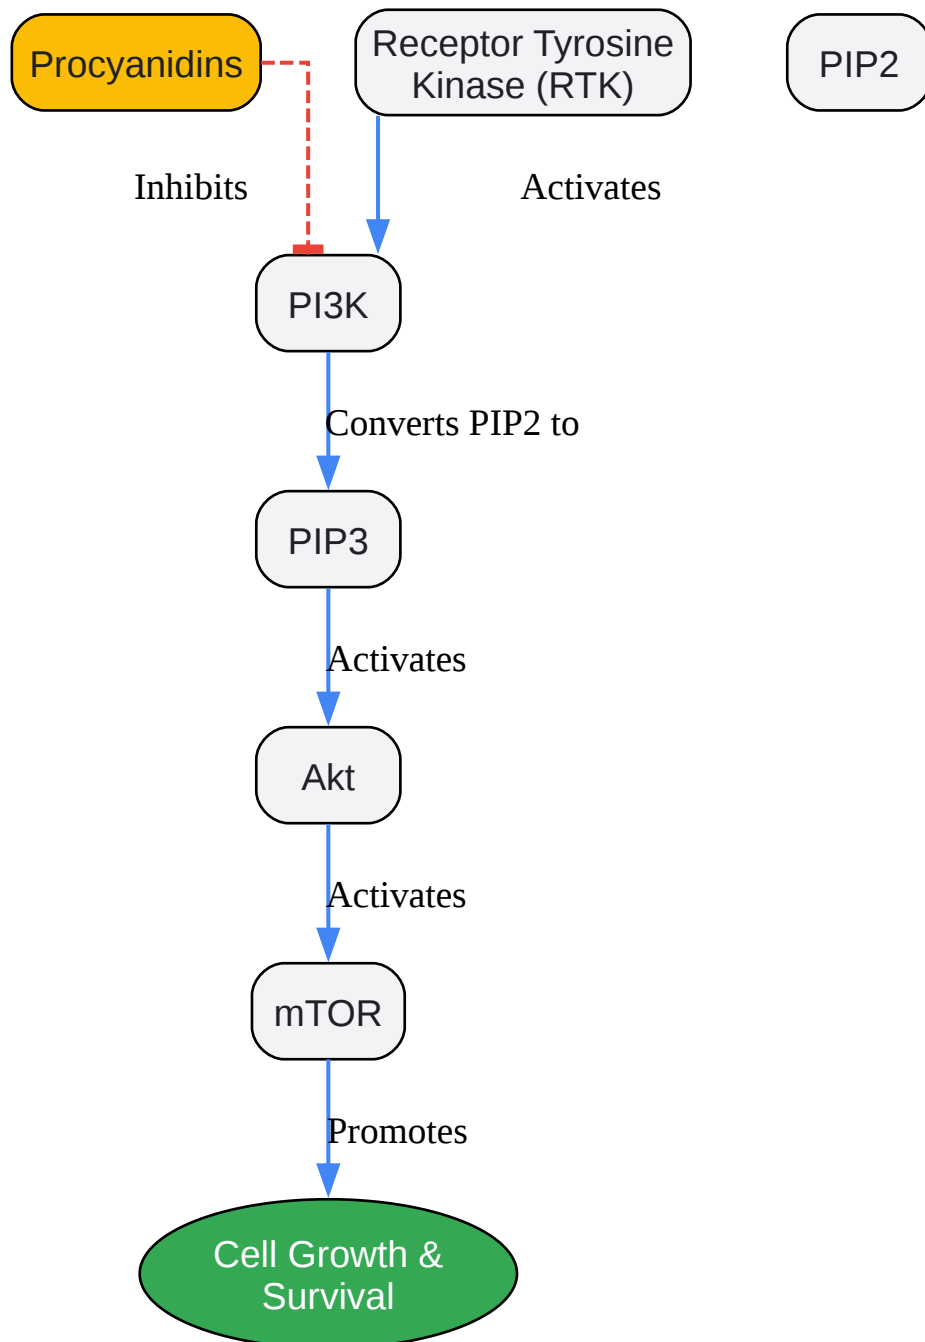 Procyanidins
Receptor Tyrosine
Kinase (RTK)
PIP2
Inhibits
Activates
PI3K
Converts PIP2 to
PIP3
Activates
Akt
Activates
mTOR
Promotes
Cell Growth &
Survival